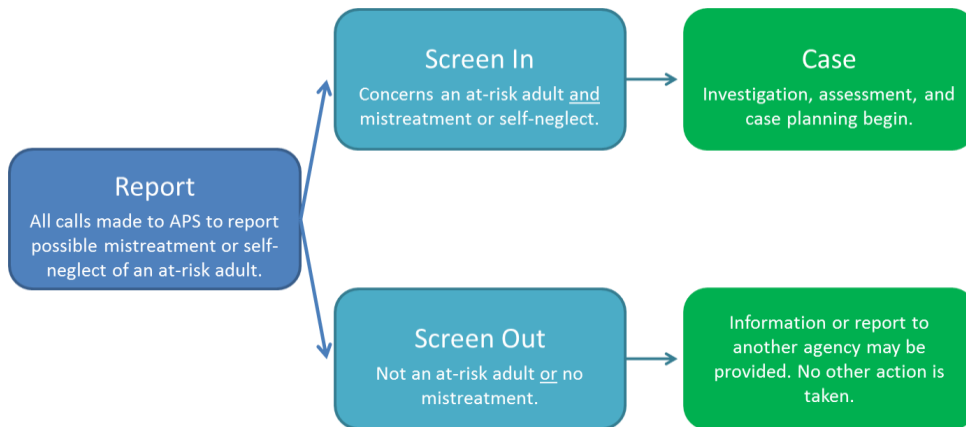 Report
All calls made to APS to report
possible mistreatment or self-
neglect of an at-risk adult.
Screen In
Concerns an at-risk adult and
mistreatment or self-neglect.
Case
Investigation, assessment, and
case planning begin.
Screen Out
Not an at-risk adult or no
mistreatment.
Information or report to
another agency may be
provided. No other action is
taken.